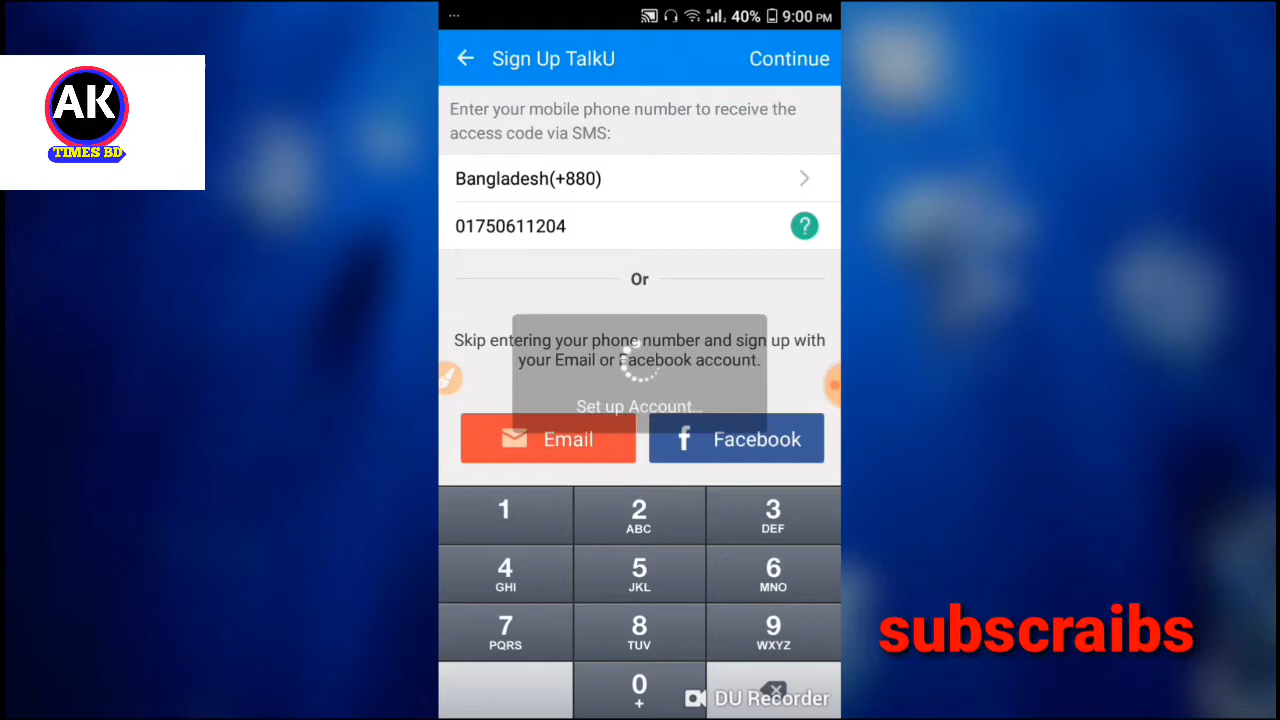 ... 40% 9:00 PM
AK
TIMES BD
Sign Up TalkU Continue
Enter your mobile phone number to receive the
access code via SMS:
Bangladesh(+880)
01750611204 ?
Or
Skip entering your phone number and sign up with
your Email or Facebook account.
Set up Account...
Email f Facebook
1 2 3
ABC DEF
4 5 6
GHI JKL MNO
7 8 9
PQRS TUV WXYZ
0
+
DU Recorder
subscraibs